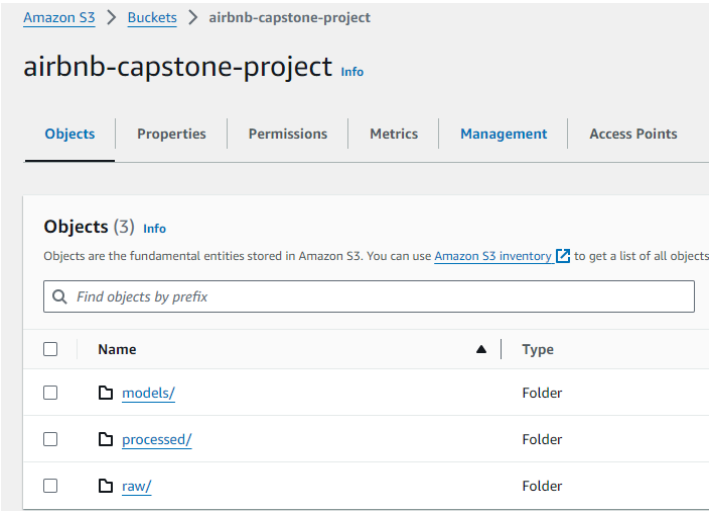 Amazon S3 > Buckets > airbnb-capstone-project
airbnb-capstone-project Info
Objects Properties Permissions Metrics Management Access Points
Objects (3) Info
Objects are the fundamental entities stored in Amazon S3. You can use Amazon S3 inventory to get a list of all objects
Find objects by prefix
Name Type
models/ Folder
processed/ Folder
raw/ Folder